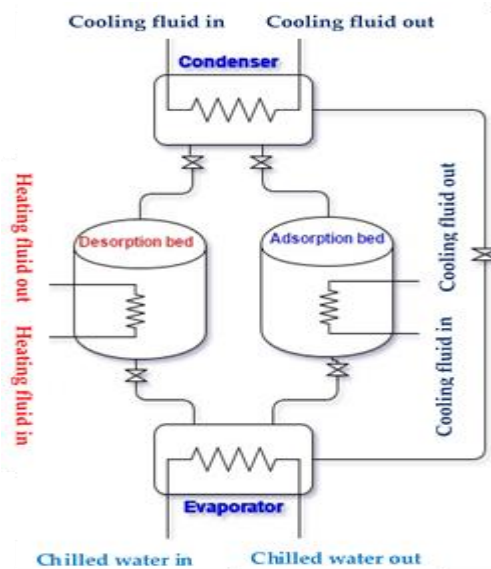 Cooling fluid in
Cooling fluid out
Condenser
Heating fluid out
Desorption bed
Adsorption bed
Cooling fluid out
Heating fluid in
Cooling fluid in
Evaporator
Chilled water in
Chilled water out